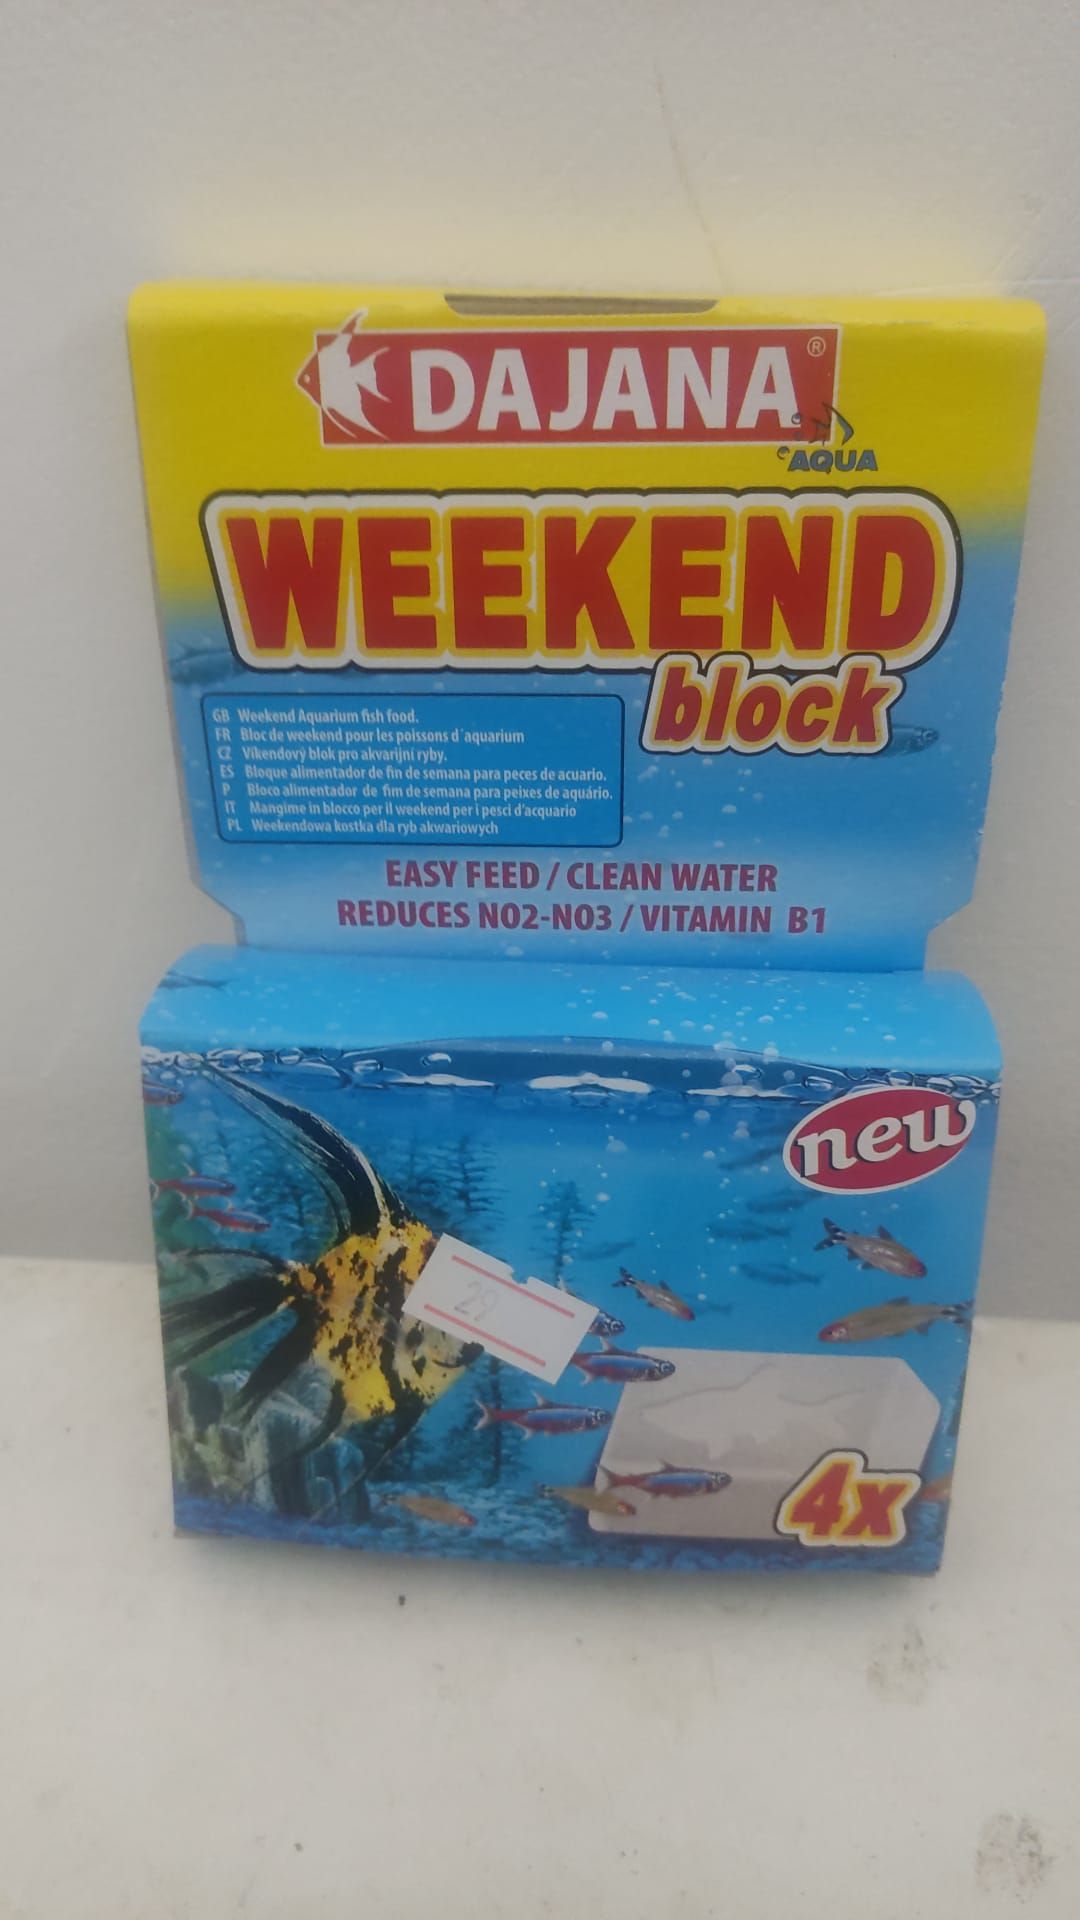 DAJANA®
AQUA
WEEKEND
block
GB Weekend Aquarium fish food.
FR Bloc de weekend pour les poissons d´aquarium
CZ Víkendový blok pro akvarijní ryby.
ES Bloque alimentador de fin de semana para peces de acuario.
P Bloco alimentador de fim de semana para peixes de aquário.
IT Mangime in blocco per il weekend per i pesci d'acquario
PL Weekendowa kostka dla ryb akwariowych
EASY FEED / CLEAN WATER
REDUCES NO2-NO3 / VITAMIN B1
new
29
4x